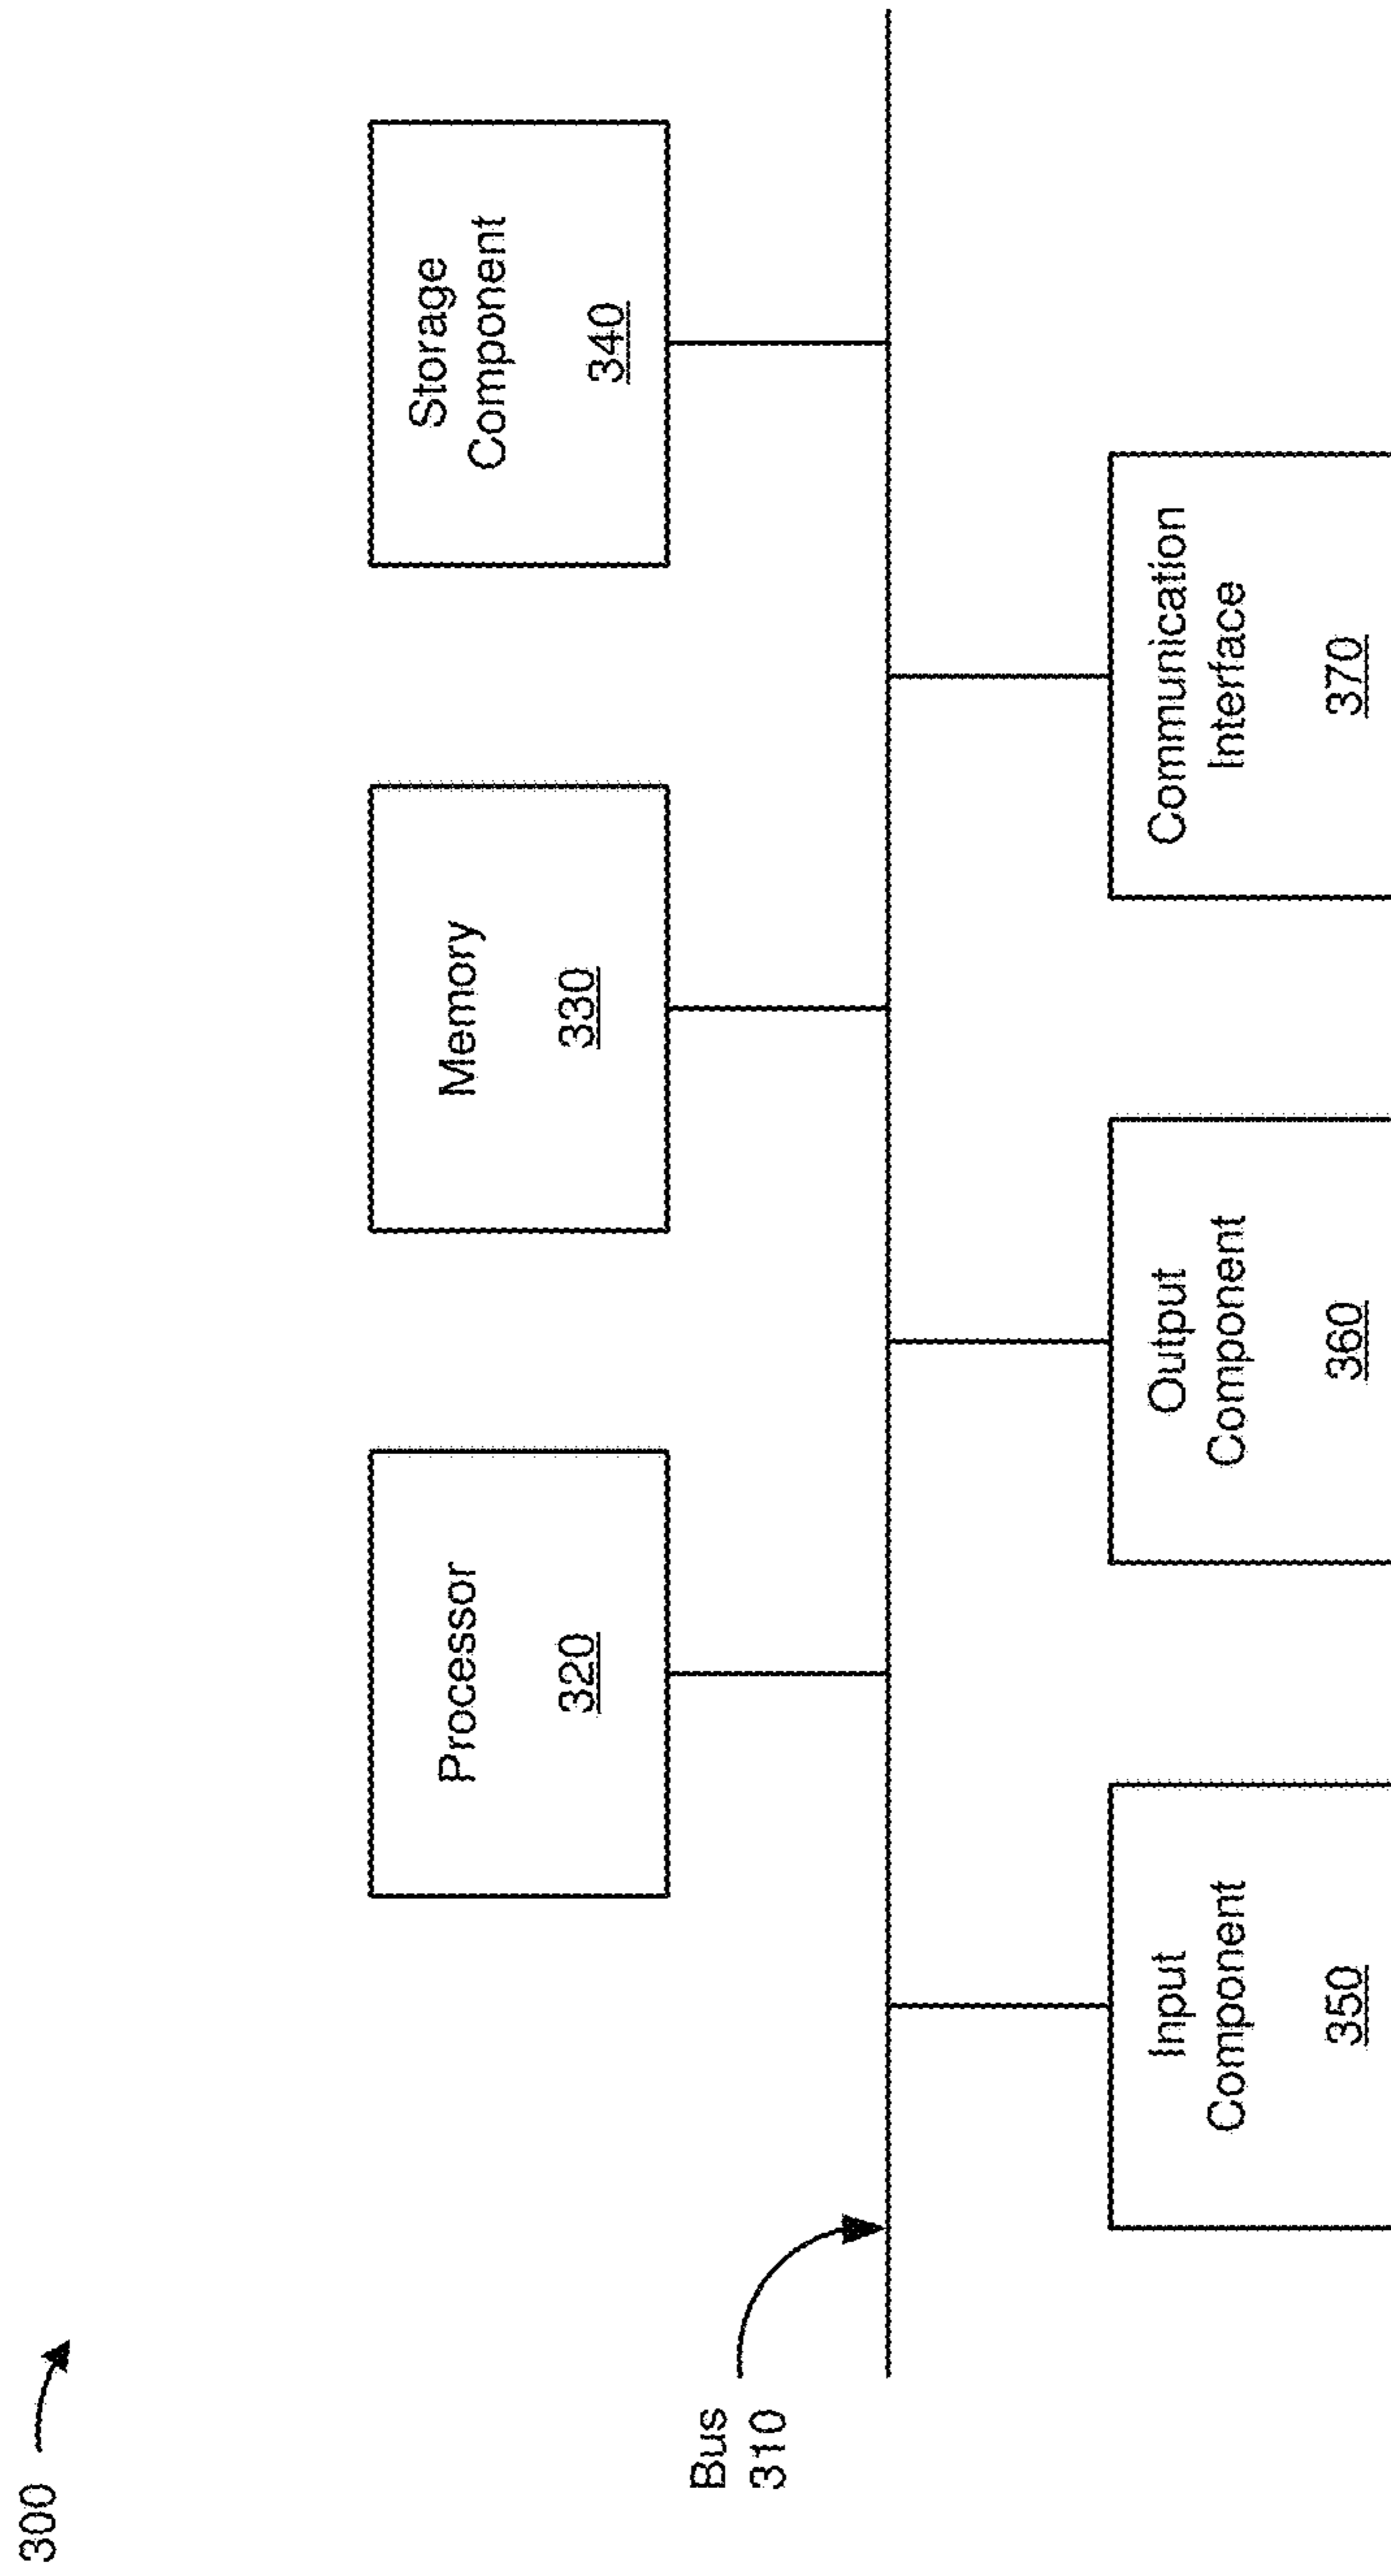 300
Processor
320
Memory
330
Storage
Component
340
Bus
310
Input
Component
350
Output
Component
360
Communication
Interface
370